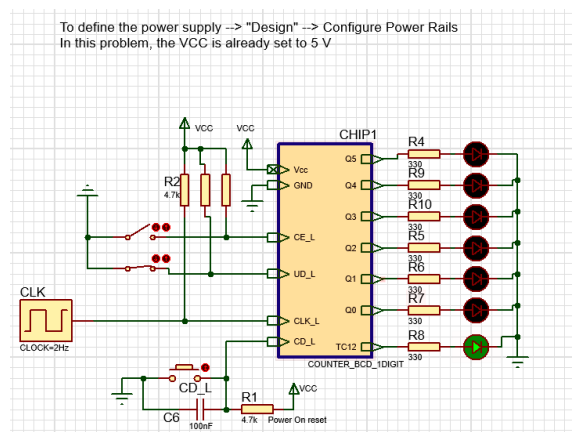 To define the power supply --> "Design" --> Configure Power Rails
In this problem, the VCC is already set to 5 V
VCC
VCC
CHIP1
R2
4.7k
Vcc
GND
CE_L
UD_L
CLK_L
CD_L
Q5
Q4
Q3
Q2
Q1
Q0
TC12
R4
330
R9
330
R10
330
R5
330
R6
330
R7
330
R8
330
COUNTER_BCD_1DIGIT
CLK
CLOCK=2Hz
CD_L
C6
100nF
R1
4.7k
VCC
Power On reset